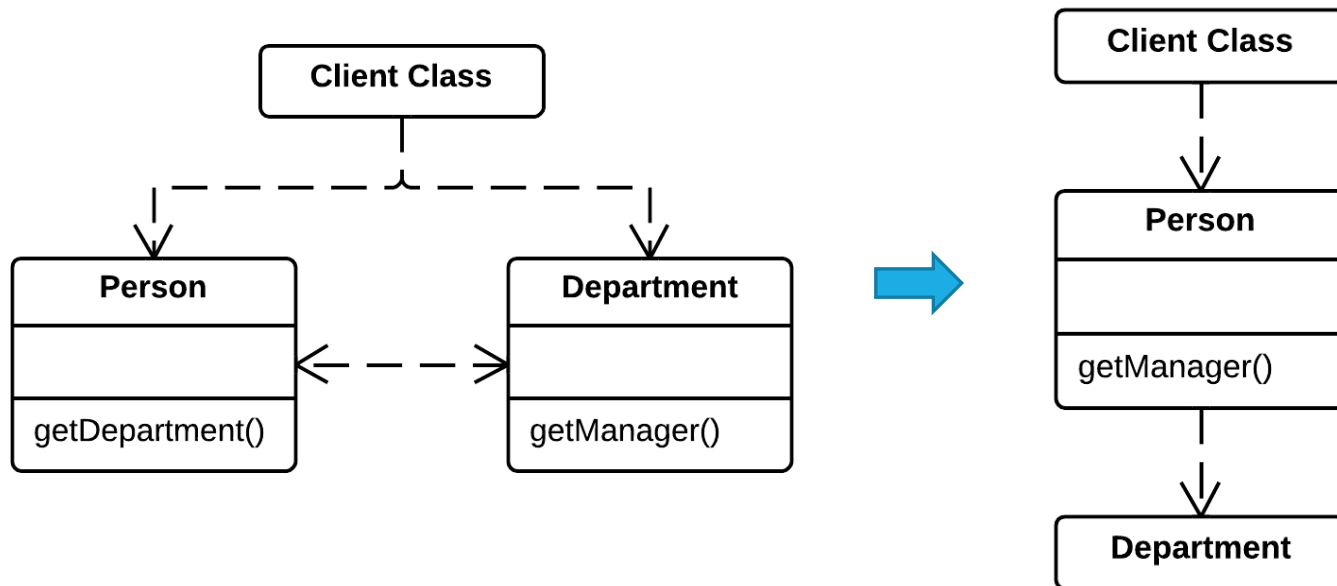 Client Class
Person
getDepartment()
Department
getManager()
Client Class
Person
getManager()
Department